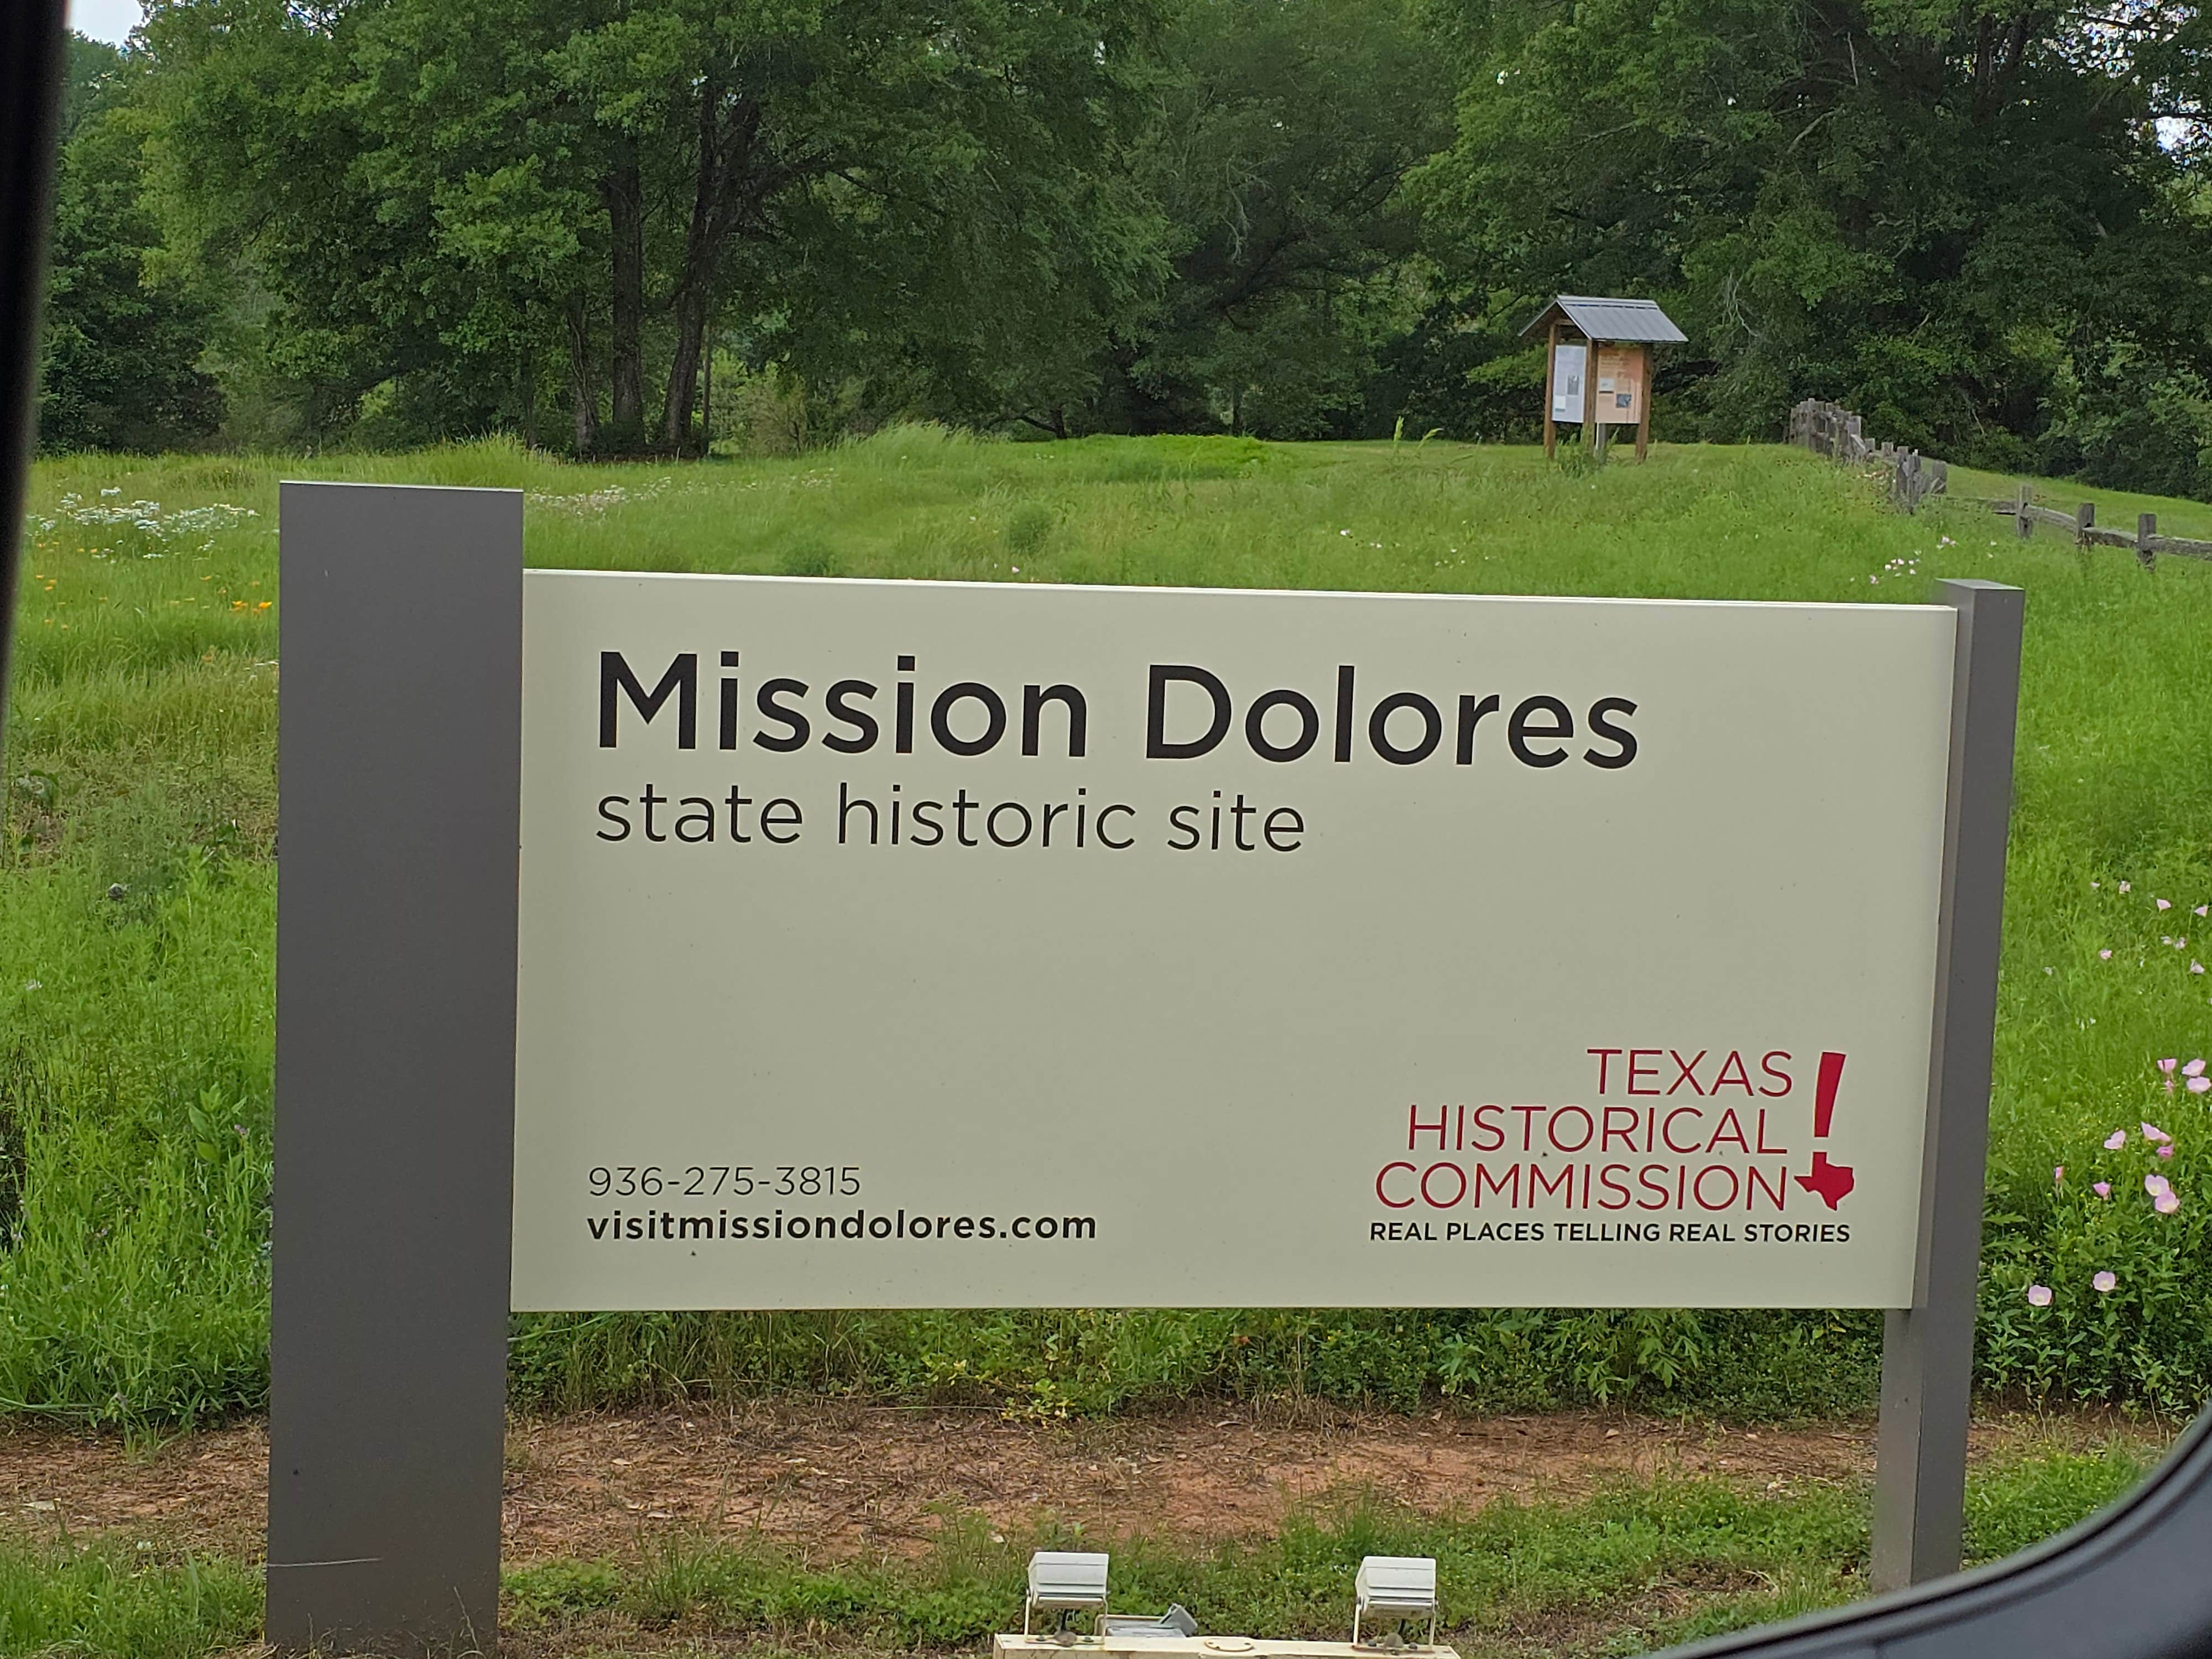 Mission Dolores
state historic site
936-275-3815
visitmissiondolores.com
TEXAS
HISTORICAL
COMMISSION
REAL PLACES TELLING REAL STORIES